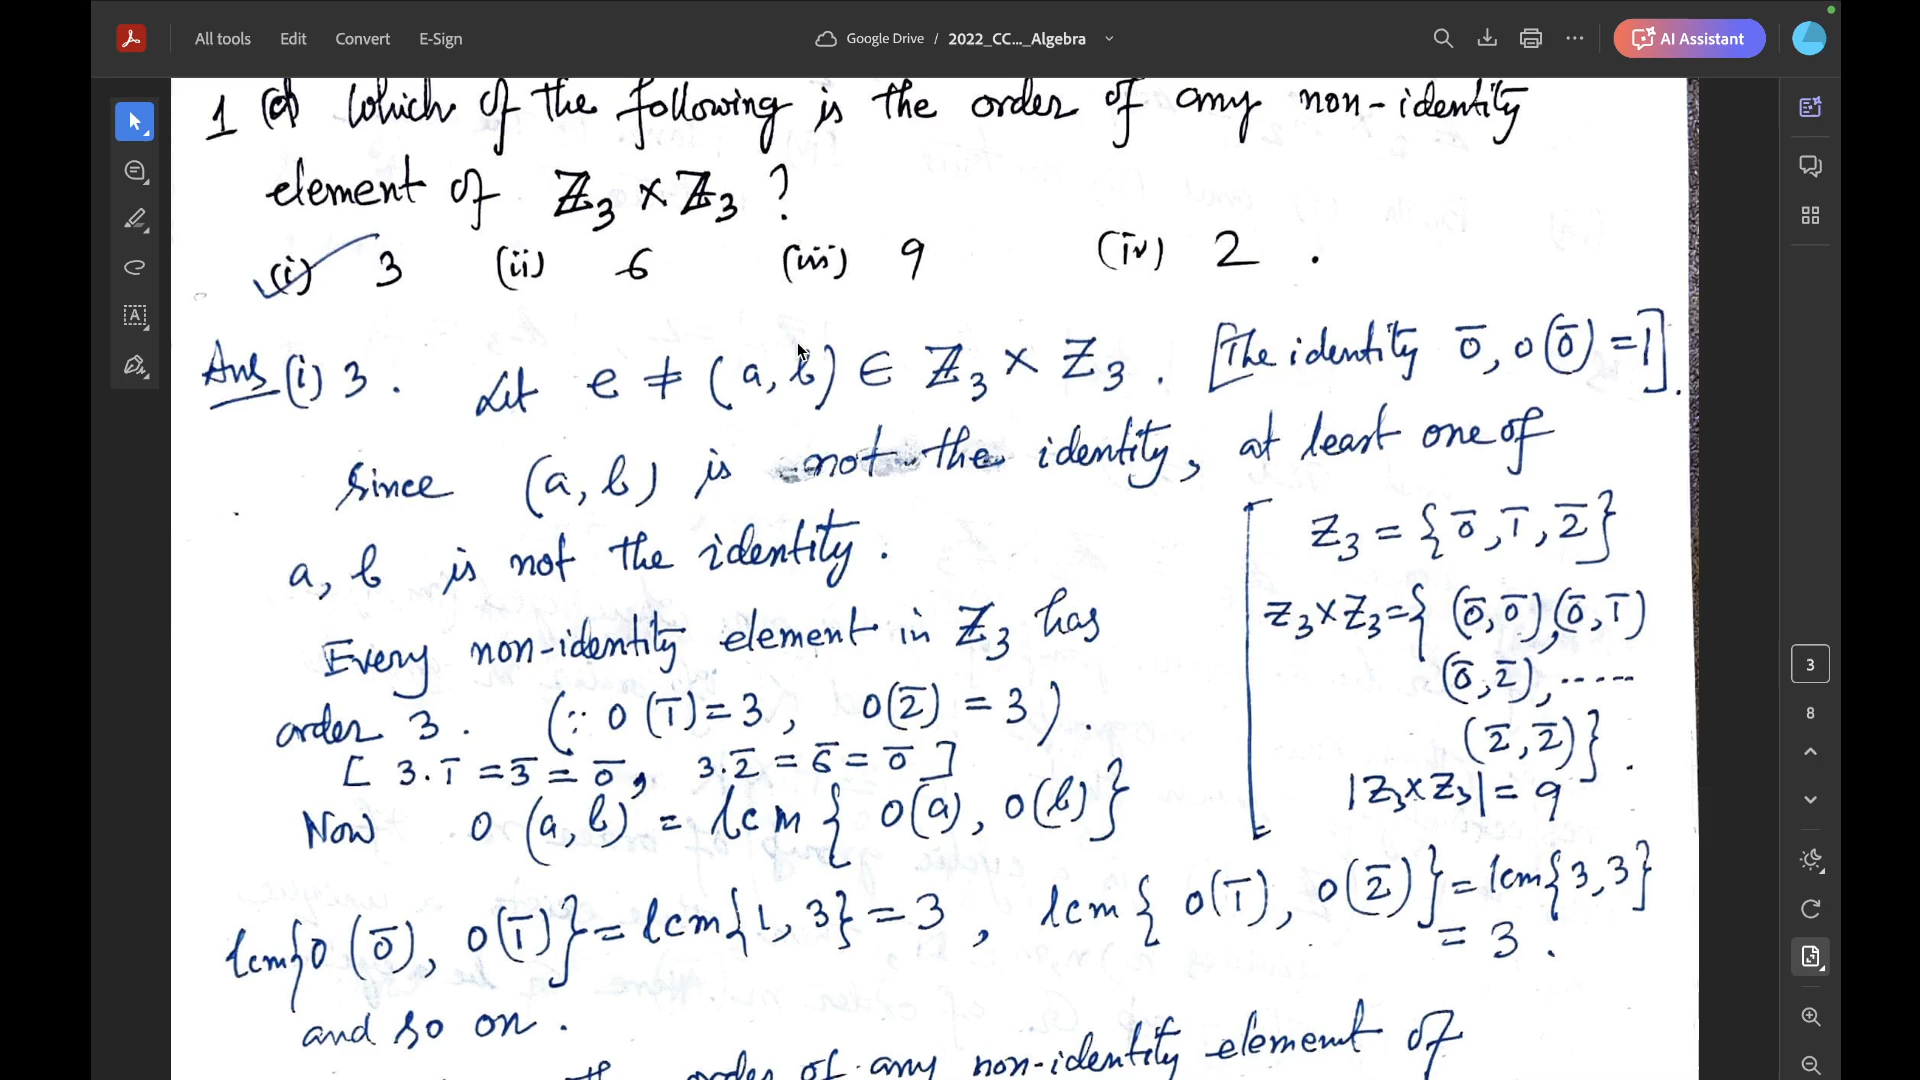 All tools Edit Convert E-Sign Google Drive / 2022_CC..._Algebra AI Assistant
1 (c) Which of the following is the order of any non-identity
element of Z3 × Z3 ?
(i) 3 (ii) 6 (iii) 9 (iv) 2 .
Ans (i) 3. Let e ≠ (a, b) ∈ Z3 × Z3 . [The identity 0̅, o(0̅) = 1].
Since (a, b) is not the identity, at least one of
a, b is not the identity.
Z3 = {0̅, 1̅, 2̅}
Z3×Z3 = { (0̅,0̅), (0̅,1̅)
(0̅,2̅), .....
(2̅,2̅)}.
|Z3×Z3| = 9
Every non-identity element in Z3 has
order 3. (∵ o(1̅)=3, o(2̅) = 3).
[ 3.1̅ = 3̅ = 0̅, 3.2̅ = 6̅ = 0̅ ]
Now o(a, b) = lcm { o(a), o(b)}
lcm{o(0̅), o(1̅)} = lcm{1, 3} = 3, lcm { o(1̅), o(2̅)} = lcm{3,3}
= 3.
and so on.
order of any non-identity element of
3
8